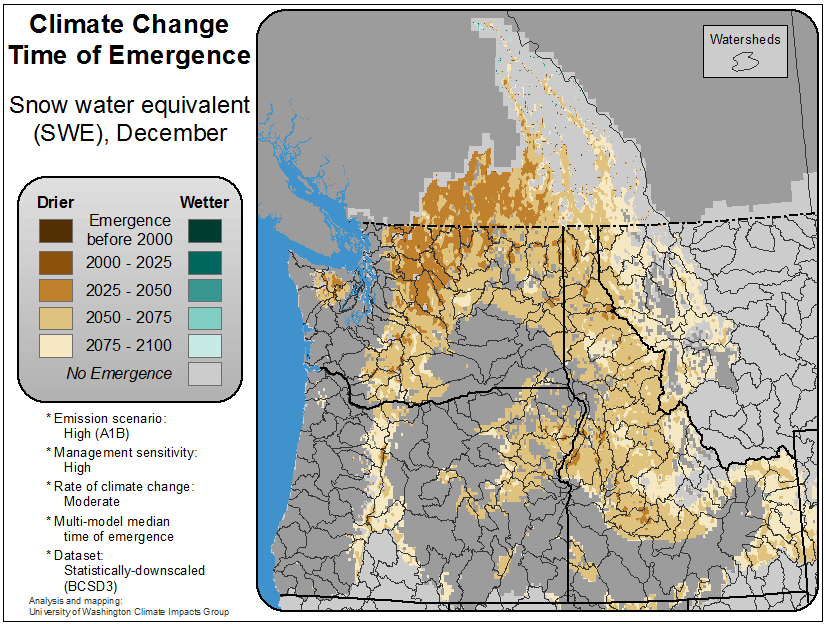 Climate Change
Time of Emergence
Snow water equivalent
(SWE), December
Drier
Wetter
Emergence
before 2000
2000 - 2025
2025 - 2050
2050 - 2075
2075 - 2100
No Emergence
* Emission scenario:
High (A1B)
* Management sensitivity:
High
* Rate of climate change:
Moderate
* Multi-model median
time of emergence
* Dataset:
Statistically-downscaled
(BCSD3)
Analysis and mapping:
University of Washington Climate Impacts Group
Watersheds